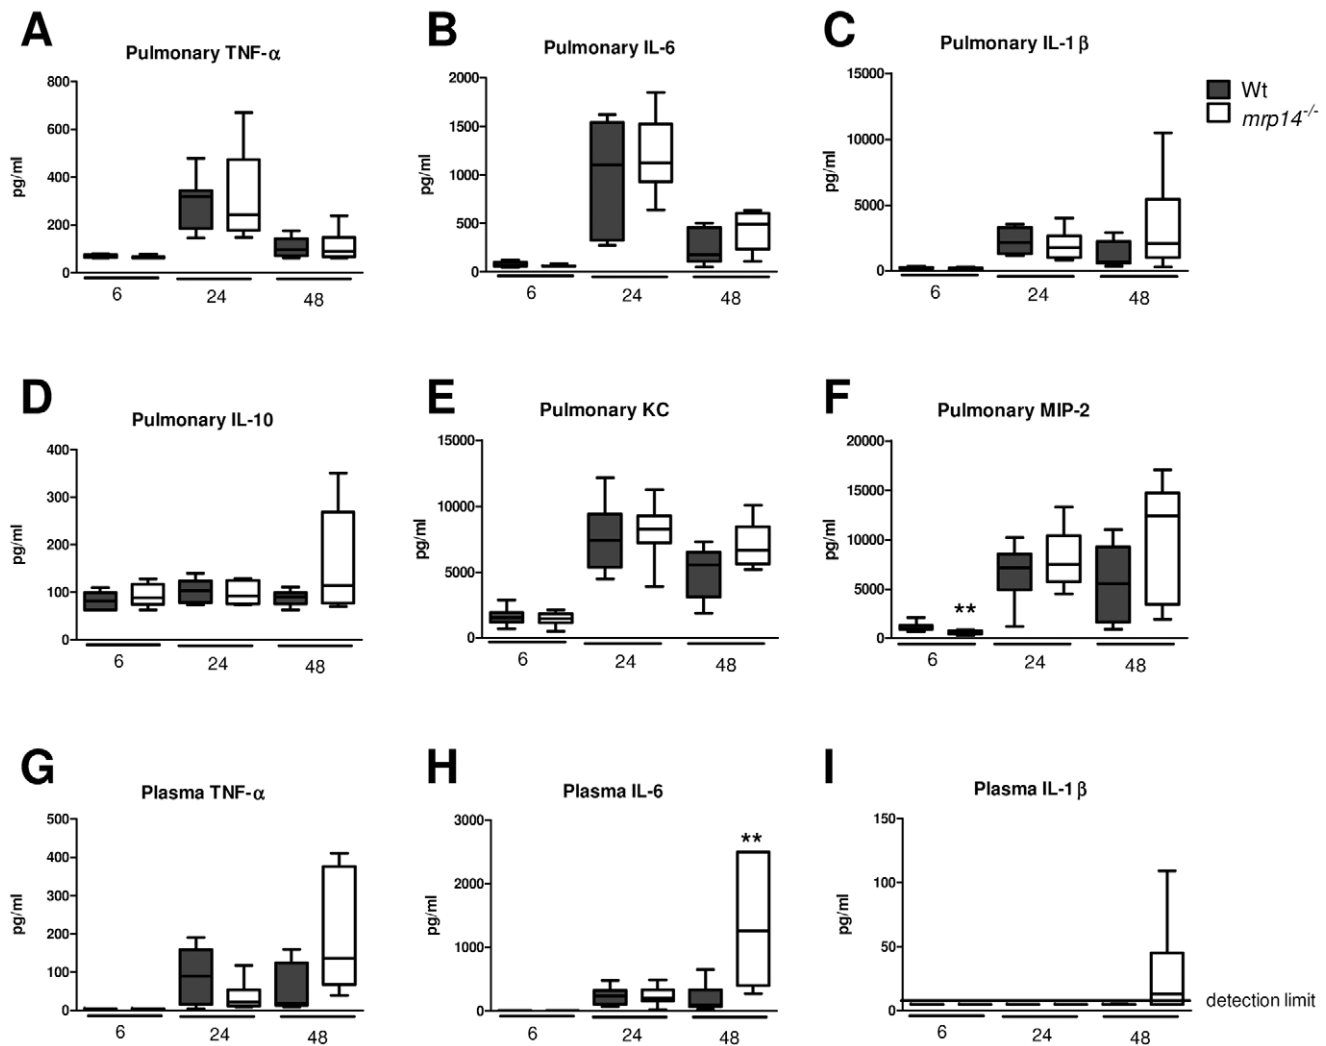 A
Pulmonary TNF-α
800
600
400
200
0
pg/ml
6
24
48
B
Pulmonary IL-6
2000
1500
1000
500
0
pg/ml
6
24
48
C
Pulmonary IL-1β
15000
10000
5000
0
pg/ml
6
24
48
Wt
mrp14-/-
D
Pulmonary IL-10
400
300
200
100
0
pg/ml
6
24
48
E
Pulmonary KC
15000
10000
5000
0
pg/ml
6
24
48
F
Pulmonary MIP-2
20000
15000
10000
5000
0
pg/ml
**
6
24
48
G
Plasma TNF-α
500
400
300
200
100
0
pg/ml
6
24
48
H
Plasma IL-6
3000
2000
1000
0
pg/ml
**
6
24
48
I
Plasma IL-1β
150
100
50
0
pg/ml
detection limit
6
24
48